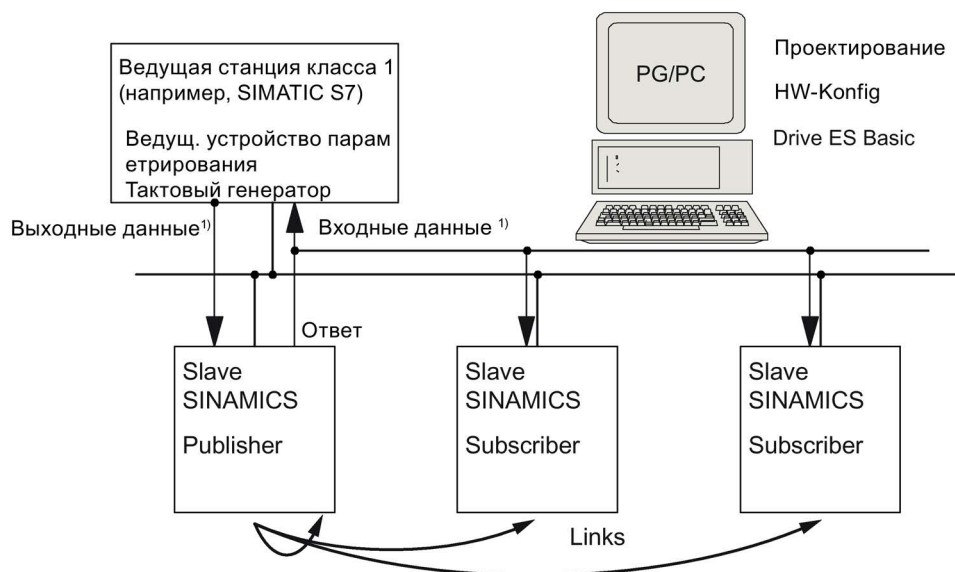 Ведущая станция класса 1
(например, SIMATIC S7)
Ведущ. устройство парам
етрирования
Тактовый генератор
PG/PC
Проектирование
HW-Konfig
Drive ES Basic
Выходные данные¹⁾
Входные данные ¹⁾
Ответ
Slave
SINAMICS
Publisher
Slave
SINAMICS
Subscriber
Slave
SINAMICS
Subscriber
Links